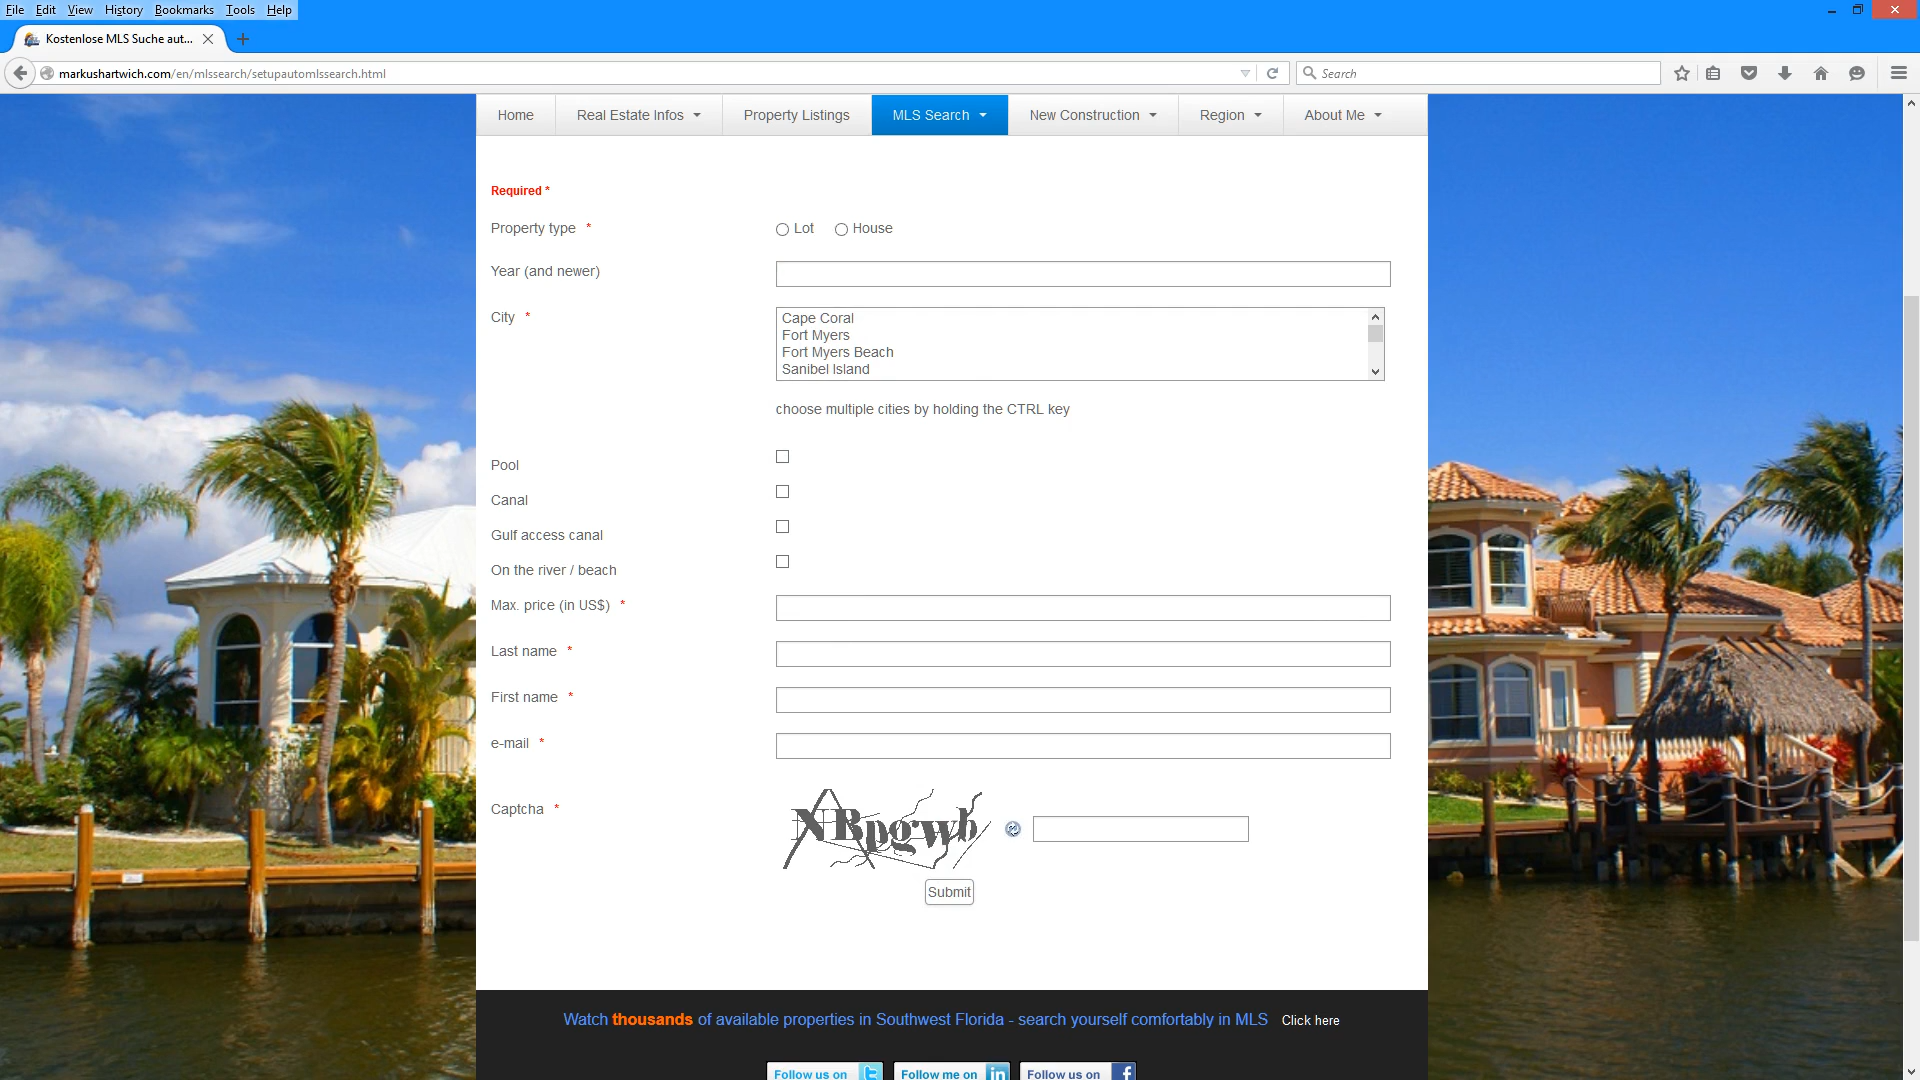 File Edit View History Bookmarks Tools Help
Kostenlose MLS Suche aut...
markushartwich.com/en/mlssearch/setupautomlssearch.html
Search
Home Real Estate Infos Property Listings MLS Search New Construction Region About Me
Required *
Property type * Lot House
Year (and newer)
City *
Cape Coral
Fort Myers
Fort Myers Beach
Sanibel Island
choose multiple cities by holding the CTRL key
Pool
Canal
Gulf access canal
On the river / beach
Max. price (in US$) *
Last name *
First name *
e-mail *
Captcha * XBpgwb
Submit
Watch thousands of available properties in Southwest Florida - search yourself comfortably in MLS Click here
Follow us on Follow me on in Follow us on f